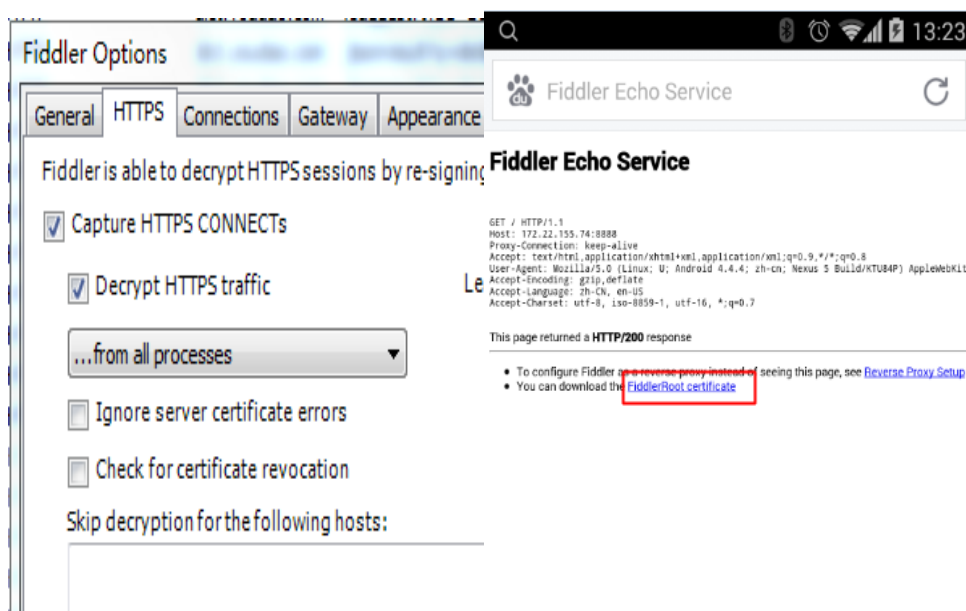 Fiddler Options
General HTTPS Connections Gateway Appearance
Fiddler is able to decrypt HTTPS sessions by re-signing
Capture HTTPS CONNECTs
Decrypt HTTPS traffic
Le
...from all processes
Ignore server certificate errors
Check for certificate revocation
Skip decryption for the following hosts:
13:23
du Fiddler Echo Service
Fiddler Echo Service
GET / HTTP/1.1
Host: 172.22.155.74:8888
Proxy-Connection: keep-alive
Accept: text/html,application/xhtml+xml,application/xml;q=0.9,*/*;q=0.8
User-Agent: Mozilla/5.0 (Linux; U; Android 4.4.4; zh-cn; Nexus 5 Build/KTU84P) AppleWebKit
Accept-Encoding: gzip,deflate
Accept-Language: zh-CN, en-US
Accept-Charset: utf-8, iso-8859-1, utf-16, *;q=0.7
This page returned a HTTP/200 response
• To configure Fiddler as a reverse proxy instead of seeing this page, see Reverse Proxy Setup
• You can download the FiddlerRoot certificate